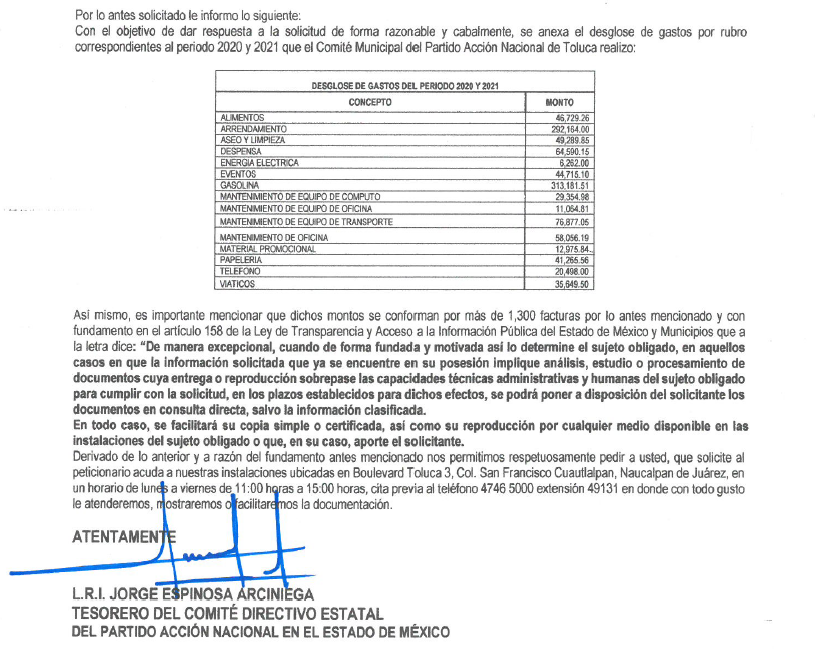 Por lo antes solicitado le informo lo siguiente:
Con el objetivo de dar respuesta a la solicitud de forma razonable y cabalmente, se anexa el desglose de gastos por rubro
correspondientes al periodo 2020 y 2021 que el Comité Municipal del Partido Acción Nacional de Toluca realizo:
DESGLOSE DE GASTOS DEL PERIODO 2020 Y 2021
CONCEPTO MONTO
ALIMENTOS 46,729.26
ARRENDAMIENTO 292,164.00
ASEO Y LIMPIEZA 49,289.85
DESPENSA 64,590.15
ENERGIA ELECTRICA 6,262.00
EVENTOS 44,715.10
GASOLINA 313,181.51
MANTENIMIENTO DE EQUIPO DE COMPUTO 29,354.98
MANTENIMIENTO DE EQUIPO DE OFICINA 11,054.81
MANTENIMIENTO DE EQUIPO DE TRANSPORTE 76,877.05
MANTENIMIENTO DE OFICINA 58,056.19
MATERIAL PROMOCIONAL 12,975.84
PAPELERIA 41,265.56
TELEFONO 20,498.00
VIATICOS 35,649.50
Así mismo, es importante mencionar que dichos montos se conforman por más de 1,300 facturas por lo antes mencionado y con
fundamento en el artículo 158 de la Ley de Transparencia y Acceso a la Información Pública del Estado de México y Municipios que a
la letra dice: "De manera excepcional, cuando de forma fundada y motivada así lo determine el sujeto obligado, en aquellos
casos en que la información solicitada que ya se encuentre en su posesión implique análisis, estudio o procesamiento de
documentos cuya entrega o reproducción sobrepase las capacidades técnicas administrativas y humanas del sujeto obligado
para cumplir con la solicitud, en los plazos establecidos para dichos efectos, se podrá poner a disposición del solicitante los
documentos en consulta directa, salvo la información clasificada.
En todo caso, se facilitará su copia simple o certificada, así como su reproducción por cualquier medio disponible en las
instalaciones del sujeto obligado o que, en su caso, aporte el solicitante.
Derivado de lo anterior y a razón del fundamento antes mencionado nos permitimos respetuosamente pedir a usted, que solicite al
peticionario acuda a nuestras instalaciones ubicadas en Boulevard Toluca 3, Col. San Francisco Cuautlalpan, Naucalpan de Juárez, en
un horario de lunes a viernes de 11:00 horas a 15:00 horas, cita previa al teléfono 4746 5000 extensión 49131 en donde con todo gusto
le atenderemos, mostraremos o facilitaremos la documentación.
ATENTAMENTE
L.R.I. JORGE ESPINOSA ARCINIEGA
TESORERO DEL COMITÉ DIRECTIVO ESTATAL
DEL PARTIDO ACCIÓN NACIONAL EN EL ESTADO DE MÉXICO